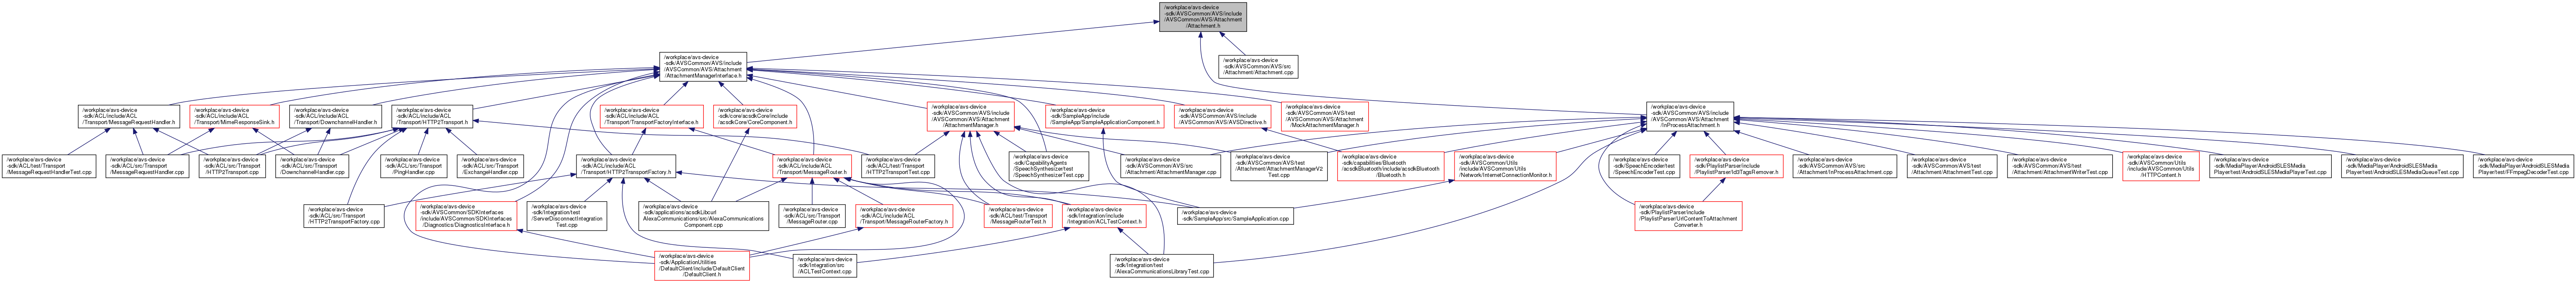 /workplace/avs-device
-sdk/AVSCommon/AVS/include
/AVSCommon/AVS/Attachment
/Attachment.h
/workplace/avs-device
-sdk/AVSCommon/AVS/include
/AVSCommon/AVS/Attachment
/AttachmentManagerInterface.h
/workplace/avs-device
-sdk/AVSCommon/AVS/src
/Attachment/Attachment.cpp
/workplace/avs-device
-sdk/ACL/include/ACL
/Transport/MessageRequestHandler.h
/workplace/avs-device
-sdk/ACL/include/ACL
/Transport/MimeResponseSink.h
/workplace/avs-device
-sdk/ACL/include/ACL
/Transport/DownchannelHandler.h
/workplace/avs-device
-sdk/ACL/include/ACL
/Transport/HTTP2Transport.h
/workplace/avs-device
-sdk/ACL/include/ACL
/Transport/TransportFactoryInterface.h
/workplace/avs-device
-sdk/core/acsdkCore/include
/acsdkCore/CoreComponent.h
/workplace/avs-device
-sdk/AVSCommon/AVS/include
/AVSCommon/AVS/Attachment
/AttachmentManager.h
/workplace/avs-device
-sdk/SampleApp/include
/SampleApp/SampleApplicationComponent.h
/workplace/avs-device
-sdk/AVSCommon/AVS/include
/AVSCommon/AVS/AVSDirective.h
/workplace/avs-device
-sdk/AVSCommon/AVS/test
/AVSCommon/AVS/Attachment
/MockAttachmentManager.h
/workplace/avs-device
-sdk/AVSCommon/AVS/include
/AVSCommon/AVS/Attachment
/InProcessAttachment.h
/workplace/avs-device
-sdk/ACL/test/Transport
/MessageRequestHandlerTest.cpp
/workplace/avs-device
-sdk/ACL/src/Transport
/MessageRequestHandler.cpp
/workplace/avs-device
-sdk/ACL/src/Transport
/HTTP2Transport.cpp
/workplace/avs-device
-sdk/ACL/src/Transport
/DownchannelHandler.cpp
/workplace/avs-device
-sdk/ACL/src/Transport
/PingHandler.cpp
/workplace/avs-device
-sdk/ACL/src/Transport
/ExchangeHandler.cpp
/workplace/avs-device
-sdk/ACL/include/ACL
/Transport/HTTP2TransportFactory.h
/workplace/avs-device
-sdk/ACL/include/ACL
/Transport/MessageRouter.h
/workplace/avs-device
-sdk/ACL/test/Transport
/HTTP2TransportTest.cpp
/workplace/avs-device
-sdk/CapabilityAgents
/SpeechSynthesizer/test
/SpeechSynthesizerTest.cpp
/workplace/avs-device
-sdk/AVSCommon/AVS/src
/Attachment/AttachmentManager.cpp
/workplace/avs-device
-sdk/AVSCommon/AVS/test
/Attachment/AttachmentManagerV2
Test.cpp
/workplace/avs-device
-sdk/capabilities/Bluetooth
/acsdkBluetooth/include/acsdkBluetooth
/Bluetooth.h
/workplace/avs-device
-sdk/AVSCommon/Utils
/include/AVSCommon/Utils
/Network/InternetConnectionMonitor.h
/workplace/avs-device
-sdk/SpeechEncoder/test
/SpeechEncoderTest.cpp
/workplace/avs-device
-sdk/PlaylistParser/include
/PlaylistParser/Id3TagsRemover.h
/workplace/avs-device
-sdk/AVSCommon/AVS/src
/Attachment/InProcessAttachment.cpp
/workplace/avs-device
-sdk/AVSCommon/AVS/test
/Attachment/AttachmentTest.cpp
/workplace/avs-device
-sdk/AVSCommon/AVS/test
/Attachment/AttachmentWriterTest.cpp
/workplace/avs-device
-sdk/AVSCommon/Utils
/include/AVSCommon/Utils
/HTTPContent.h
/workplace/avs-device
-sdk/MediaPlayer/AndroidSLESMedia
Player/test/AndroidSLESMediaPlayerTest.cpp
/workplace/avs-device
-sdk/MediaPlayer/AndroidSLESMedia
Player/test/AndroidSLESMediaQueueTest.cpp
/workplace/avs-device
-sdk/MediaPlayer/AndroidSLESMedia
Player/test/FFmpegDecoderTest.cpp
/workplace/avs-device
-sdk/ACL/src/Transport
/HTTP2TransportFactory.cpp
/workplace/avs-device
-sdk/AVSCommon/SDKInterfaces
/include/AVSCommon/SDKInterfaces
/Diagnostics/DiagnosticsInterface.h
/workplace/avs-device
-sdk/Integration/test
/ServerDisconnectIntegration
Test.cpp
/workplace/avs-device
-sdk/applications/acsdkLibcurl
AlexaCommunications/src/AlexaCommunications
Component.cpp
/workplace/avs-device
-sdk/ACL/src/Transport
/MessageRouter.cpp
/workplace/avs-device
-sdk/ACL/include/ACL
/Transport/MessageRouterFactory.h
/workplace/avs-device
-sdk/ACL/test/Transport
/MessageRouterTest.h
/workplace/avs-device
-sdk/Integration/include
/Integration/ACLTestContext.h
/workplace/avs-device
-sdk/SampleApp/src/SampleApplication.cpp
/workplace/avs-device
-sdk/PlaylistParser/include
/PlaylistParser/UrlContentToAttachment
Converter.h
/workplace/avs-device
-sdk/ApplicationUtilities
/DefaultClient/include/DefaultClient
/DefaultClient.h
/workplace/avs-device
-sdk/Integration/src
/ACLTestContext.cpp
/workplace/avs-device
-sdk/Integration/test
/AlexaCommunicationsLibraryTest.cpp